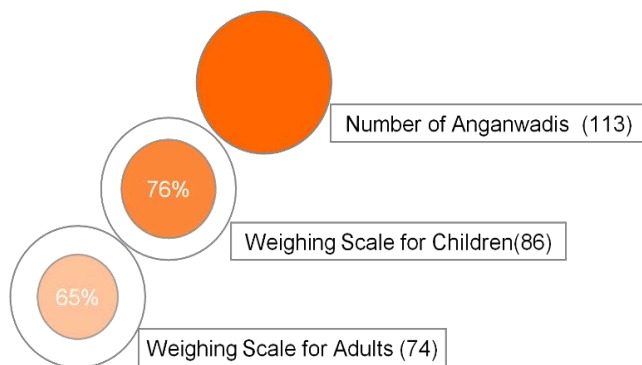 Number of Anganwadis (113)
76%
Weighing Scale for Children(86)
65%
Weighing Scale for Adults (74)